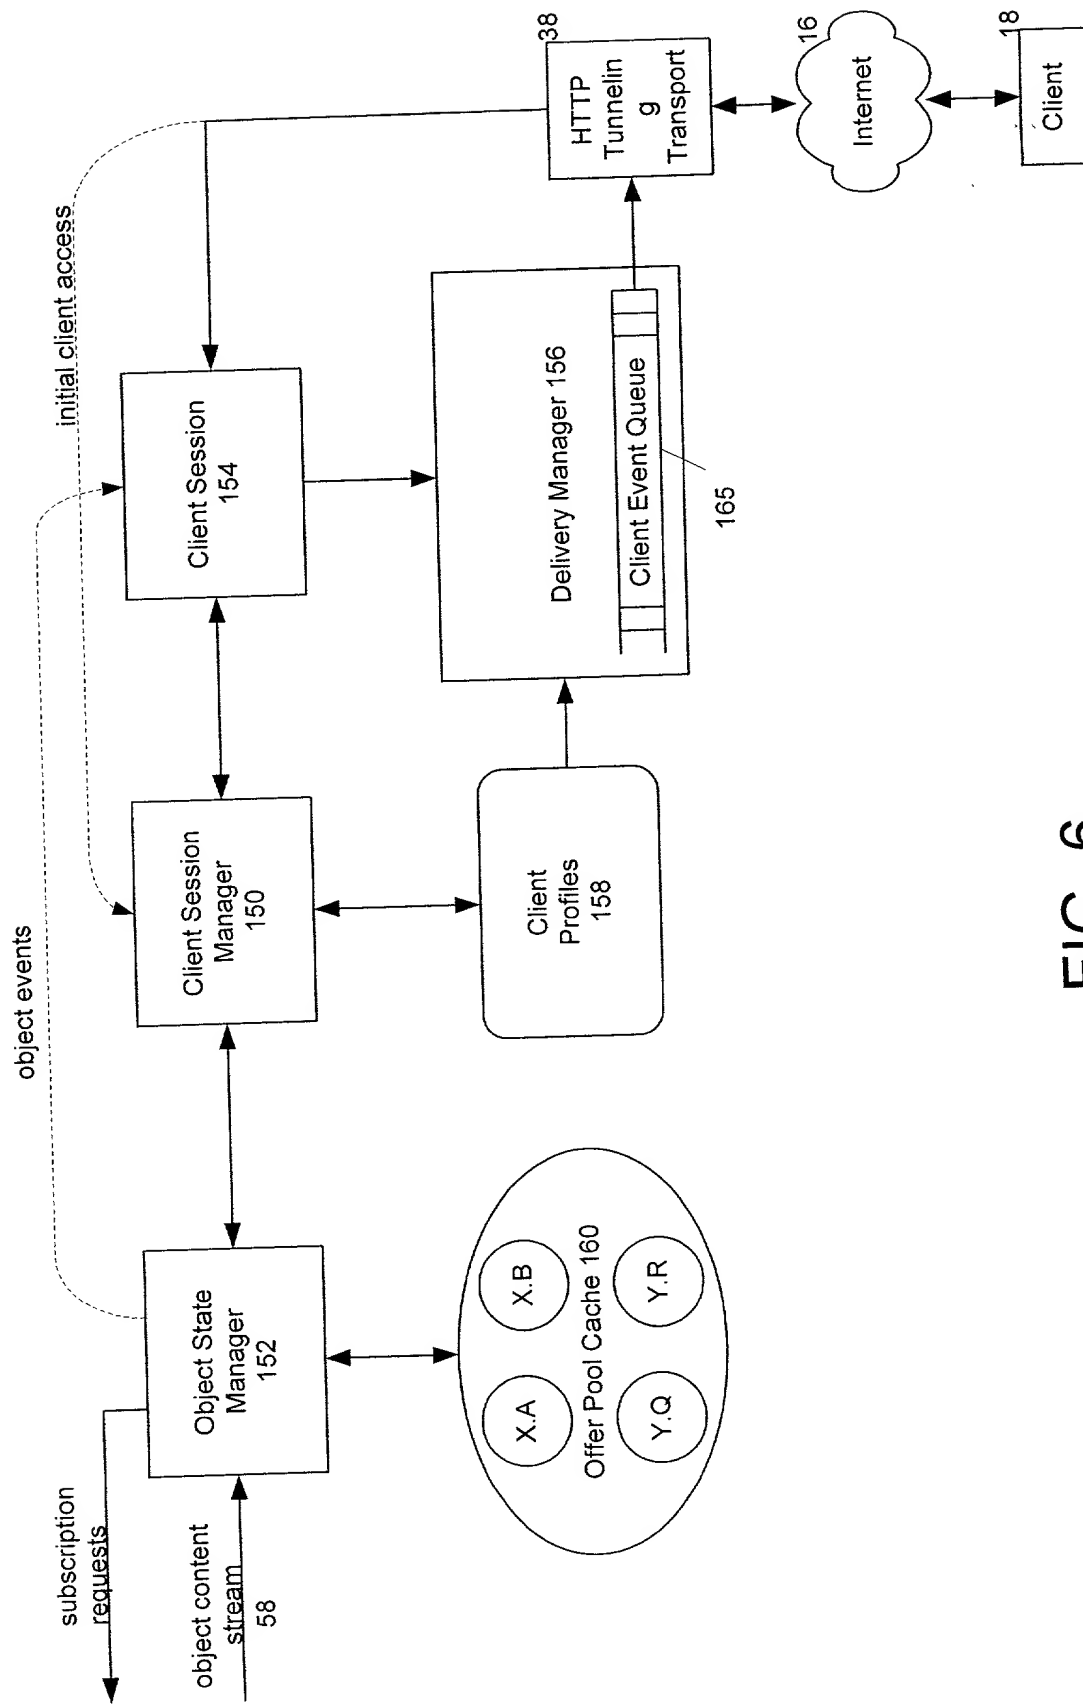 subscription
requests
object content
stream
58
object events
initial client access
Object State
Manager
152
Client Session
Manager
150
Client Session
154
X.A
X.B
Offer Pool Cache 160
Y.Q
Y.R
Client
Profiles
158
Delivery Manager 156
Client Event Queue
165
38
HTTP
Tunnelin
g
Transport
16
Internet
18
Client
FIG. 6